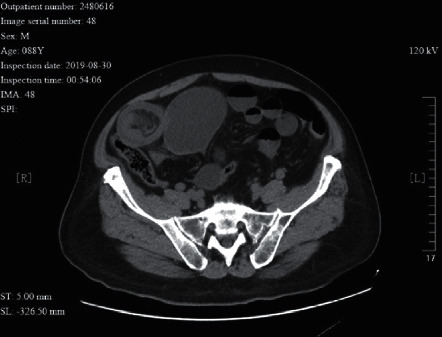 Outpatient number: 2480616
Image serial number: 48
Sex: M
Age: 088Y
Inspection date: 2019-08-30
Inspection time: 00:54:06
IMA: 48
SPI:
120 kV
[R]
[L]
17
ST: 5.00 mm
SL: -326.50 mm